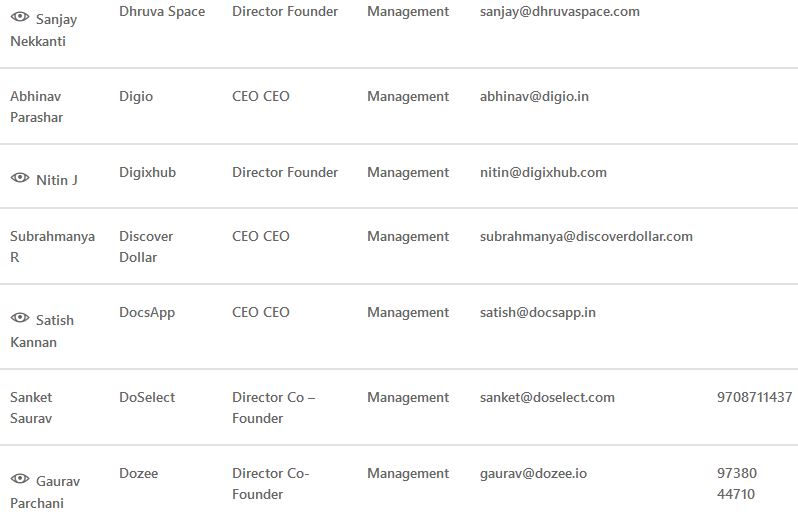 Sanjay Nekkanti Dhruva Space Director Founder Management sanjay@dhruvaspace.com
Abhinav Parashar Digio CEO CEO Management abhinav@digio.in
Nitin J Digixhub Director Founder Management nitin@digixhub.com
Subrahmanya R Discover Dollar CEO CEO Management subrahmanya@discoverdollar.com
Satish Kannan DocsApp CEO CEO Management satish@docsapp.in
Sanket Saurav DoSelect Director Co – Founder Management sanket@doselect.com 9708711437
Gaurav Parchani Dozee Director Co-Founder Management gaurav@dozee.io 97380 44710